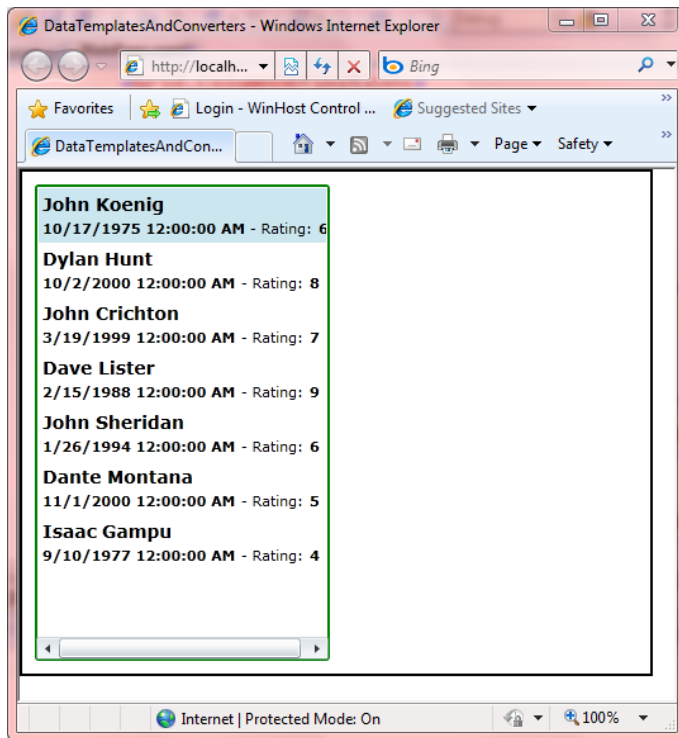 DataTemplatesAndConverters - Windows Internet Explorer
http://localh... Bing
Favorites Login - WinHost Control ... Suggested Sites
DataTemplatesAndCon... Page Safety
John Koenig
10/17/1975 12:00:00 AM - Rating: 6
Dylan Hunt
10/2/2000 12:00:00 AM - Rating: 8
John Crichton
3/19/1999 12:00:00 AM - Rating: 7
Dave Lister
2/15/1988 12:00:00 AM - Rating: 9
John Sheridan
1/26/1994 12:00:00 AM - Rating: 6
Dante Montana
11/1/2000 12:00:00 AM - Rating: 5
Isaac Gampu
9/10/1977 12:00:00 AM - Rating: 4
Internet | Protected Mode: On 100%